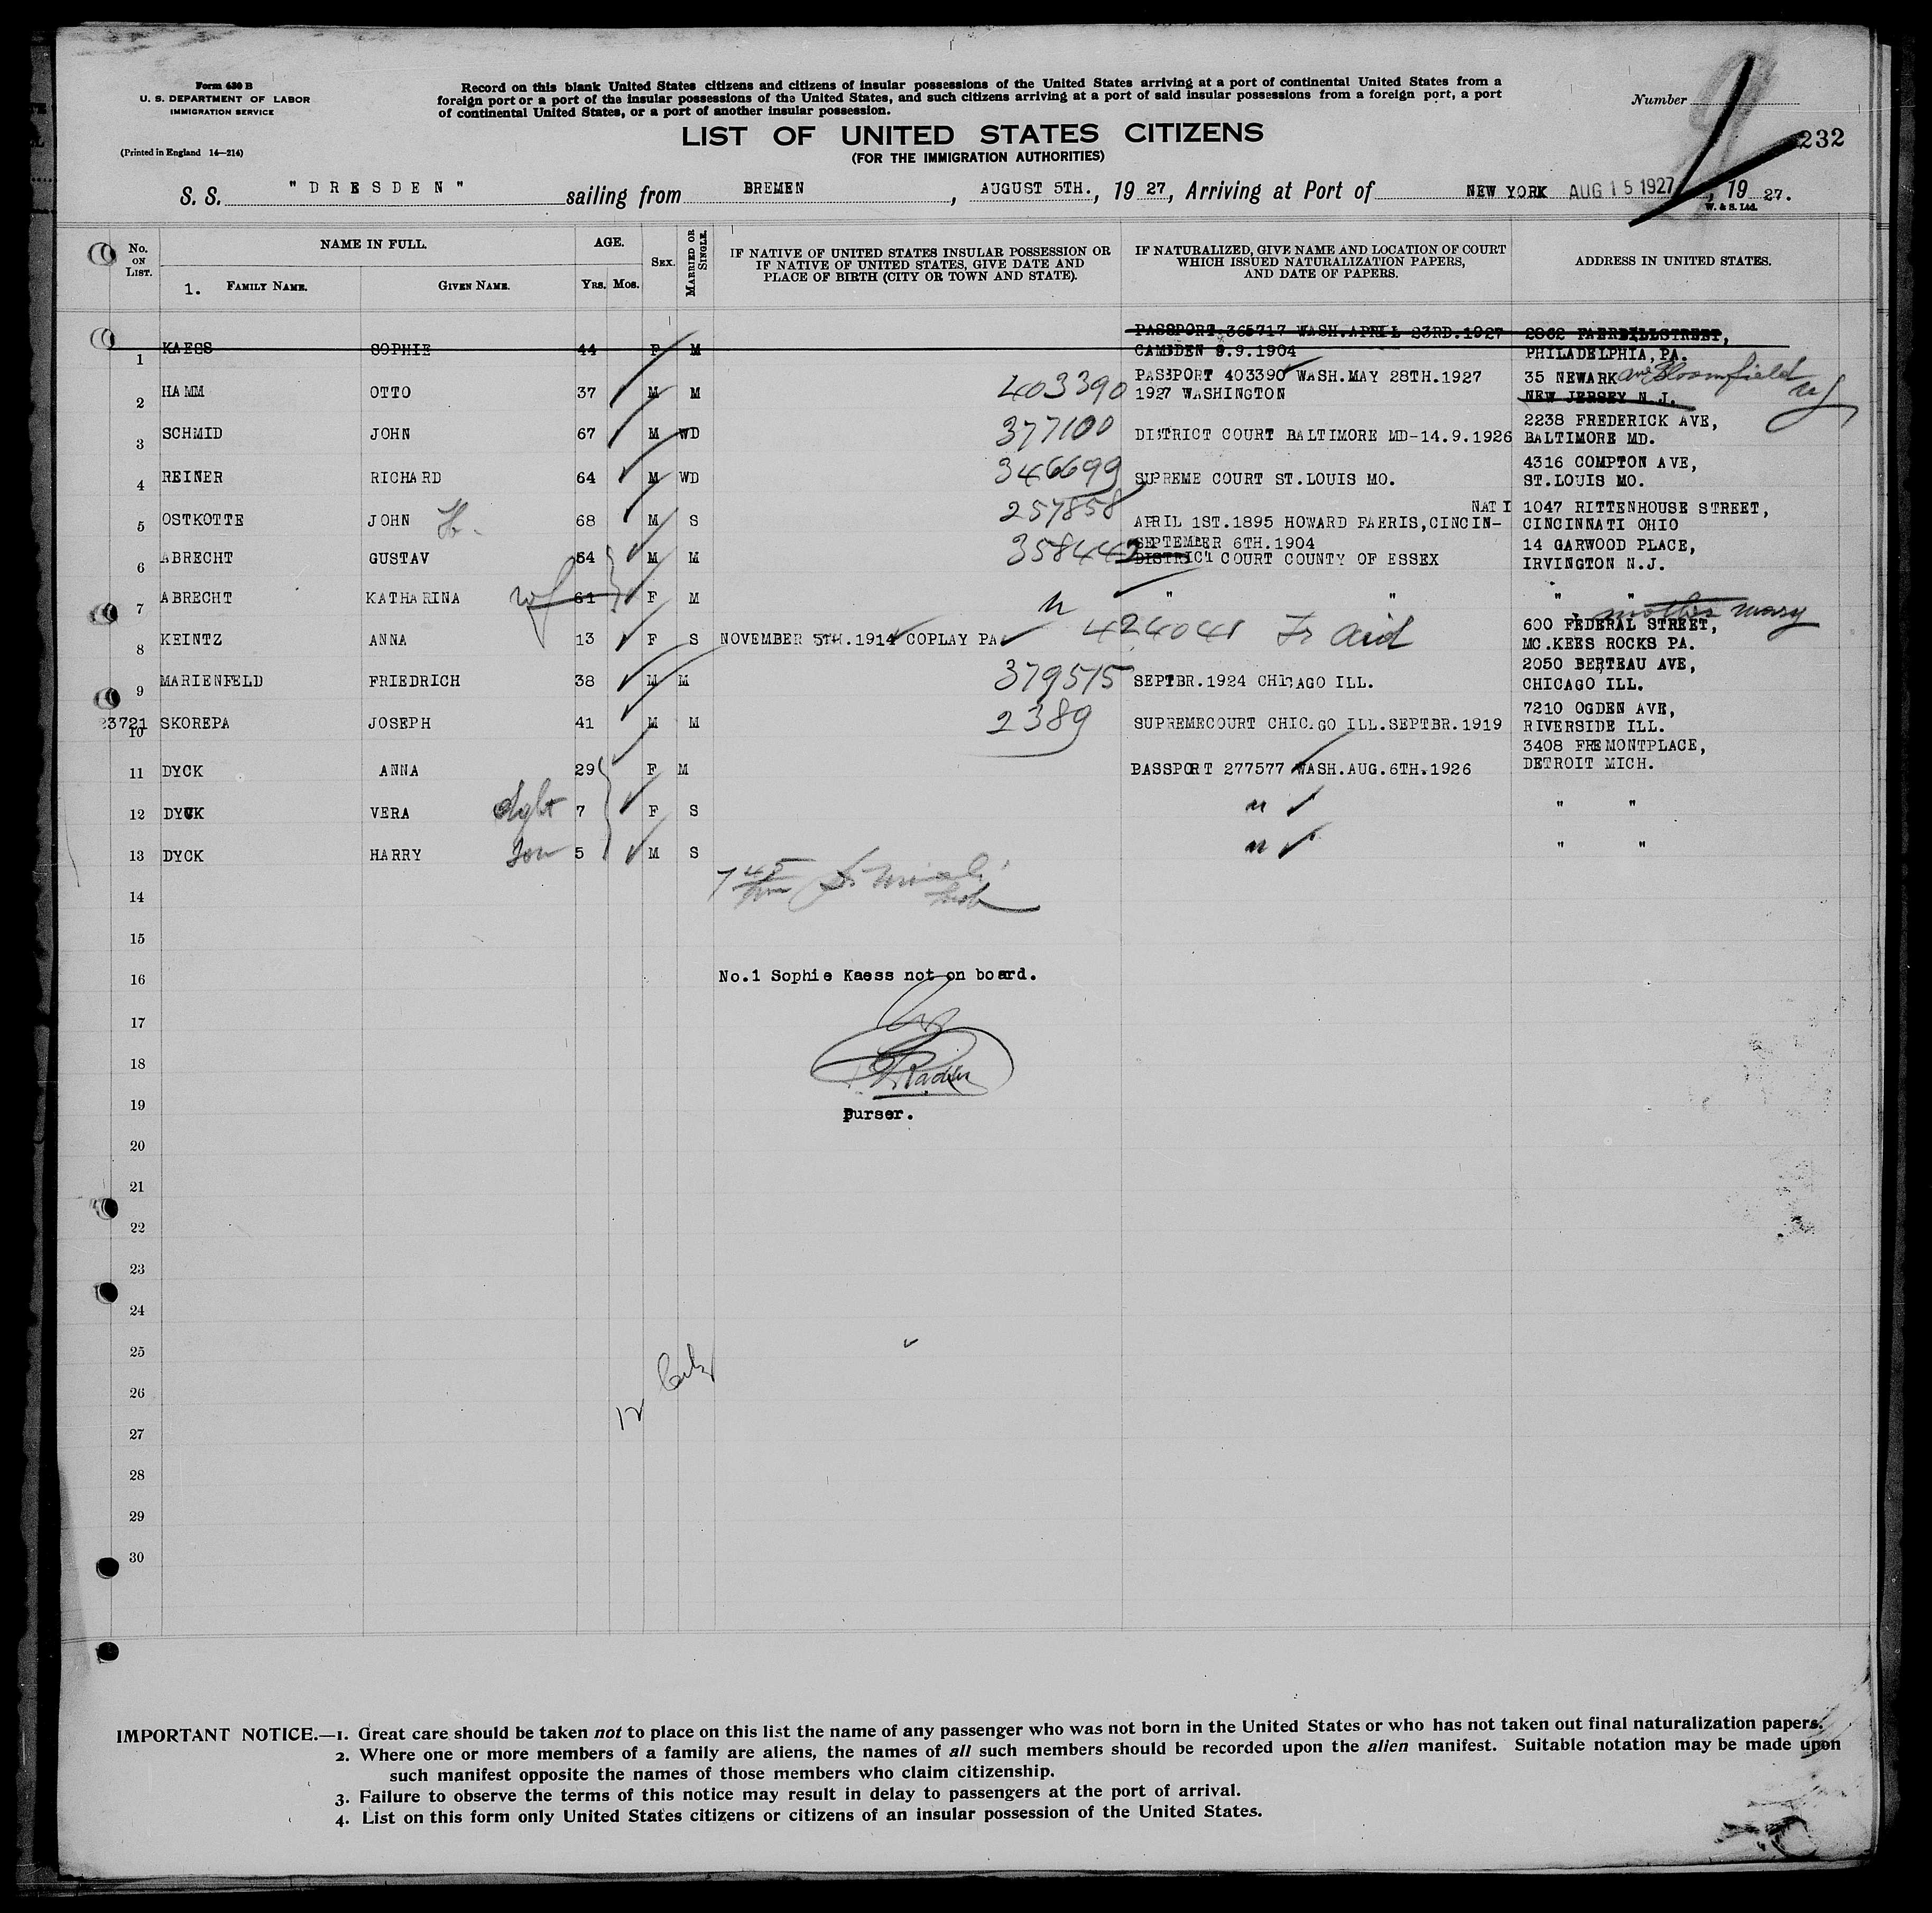 Form 430 B
U. S. DEPARTMENT OF LABOR
IMMIGRATION SERVICE
(Printed in England 14—214)
Record on this blank United States citizens and citizens of insular possessions of the United States arriving at a port of continental United States from a
foreign port or a port of the insular possessions of the United States, and such citizens arriving at a port of said insular possessions from a foreign port, a port
of continental United States, or a port of another insular possession.
Number
232
LIST OF UNITED STATES CITIZENS
(FOR THE IMMIGRATION AUTHORITIES)
S. S. "DRESDEN" sailing from BREMEN, AUGUST 5TH., 19 27, Arriving at Port of NEW YORK AUG 15 1927, 19 27.
W. & S. Ltd.
No. ON LIST. NAME IN FULL. AGE. SEX. MARRIED OR SINGLE. IF NATIVE OF UNITED STATES INSULAR POSSESSION OR IF NATIVE OF UNITED STATES, GIVE DATE AND PLACE OF BIRTH (CITY OR TOWN AND STATE). IF NATURALIZED, GIVE NAME AND LOCATION OF COURT WHICH ISSUED NATURALIZATION PAPERS, AND DATE OF PAPERS. ADDRESS IN UNITED STATES.
1. FAMILY NAME. GIVEN NAME. YRS. MOS.
PASSPORT 365717 WASH.APRIL 23RD.1927
1 KAESS SOPHIE 44 F M CAMBDEN 9.9.1904 PHILADELPHIA, PA.
PASSPORT 403390 WASH.MAY 28TH.1927 35 NEWARK ave Bloomfield NJ
2 HAMM OTTO 37 M M 403390 1927 WASHINGTON NEW JERSEY N.J.
2238 FREDERICK AVE,
3 SCHMID JOHN 67 M WD 377100 DISTRICT COURT BALTIMORE MD-14.9.1926 BALTIMORE MD.
4316 COMPTON AVE,
4 REINER RICHARD 64 M WD 346699 SUPREME COURT ST.LOUIS MO. ST.LOUIS MO.
NATI 1047 RITTENHOUSE STREET,
5 OSTKOTTE JOHN H. 68 M S 257858 APRIL 1ST.1895 HOWARD FAERIS,CINCIN- CINCINNATI OHIO
SEPTEMBER 6TH.1904 14 GARWOOD PLACE,
6 ABRECHT GUSTAV 64 M M 358442 DISTRICT COURT COUNTY OF ESSEX IRVINGTON N.J.
7 ABRECHT KATHARINA wf 61 F M " " " "
mother mary
600 FEDERAL STREET,
8 KEINTZ ANNA 13 F S NOVEMBER 5TH.1914 COPLAY PA 424041 MC.KEES ROCKS PA.
2050 BERTEAU AVE,
9 MARIENFELD FRIEDRICH 38 M M 379575 SEPTBR.1924 CHICAGO ILL. CHICAGO ILL.
7210 OGDEN AVE,
23721
10 SKOREPA JOSEPH 41 M M 2389 SUPREMECOURT CHICAGO ILL.SEPTBR.1919 RIVERSIDE ILL.
3408 FREMONTPLACE,
11 DYCK ANNA 29 F M PASSPORT 277577 WASH.AUG.6TH.1926 DETROIT MICH.
12 DYCK VERA dght 7 F S " " "
13 DYCK HARRY son 5 M S " " "
14
15
16 No.1 Sophie Kaess not on board.
17
18
19 Purser.
20
21
22
23
24
25
26
27
28
29
30
IMPORTANT NOTICE.—1. Great care should be taken not to place on this list the name of any passenger who was not born in the United States or who has not taken out final naturalization papers.
2. Where one or more members of a family are aliens, the names of all such members should be recorded upon the alien manifest. Suitable notation may be made upon
such manifest opposite the names of those members who claim citizenship.
3. Failure to observe the terms of this notice may result in delay to passengers at the port of arrival.
4. List on this form only United States citizens or citizens of an insular possession of the United States.